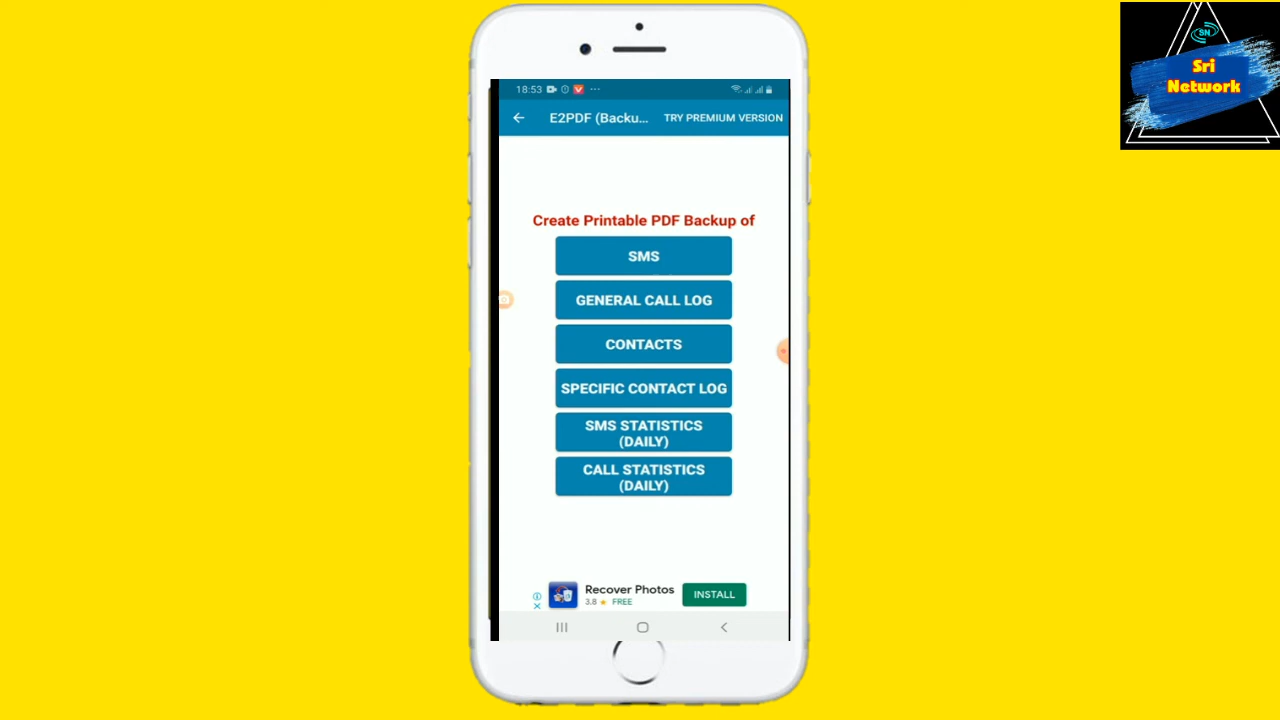 SN
Sri
Network
18:53
E2PDF (Backu...
TRY PREMIUM VERSION
Create Printable PDF Backup of
SMS
GENERAL CALL LOG
CONTACTS
SPECIFIC CONTACT LOG
SMS STATISTICS
(DAILY)
CALL STATISTICS
(DAILY)
Recover Photos
3.8 ★ FREE
INSTALL